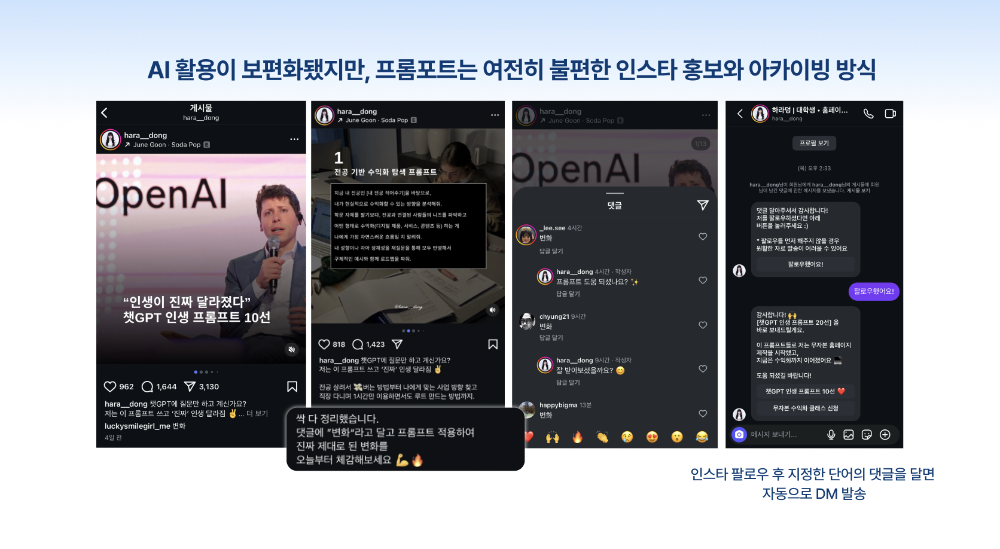 AI 활용이 보편화됐지만, 프롬포트는 여전히 불편한 인스타 홍보와 아카이빙 방식
게시물
hara__dong
hara__dong
June Goon · Soda Pop E
OpenAI
“인생이 진짜 달라졌다”
챗GPT 인생 프롬프트 10선
962 1,644 3,130
hara__dong 챗GPT에 질문만 하고 계신가요?
저는 이 프롬프트 쓰고 ‘진짜’ 인생 달라짐 ✌️ ... 더 보기
luckysmilegirl_me 변화
4일 전
hara__dong
June Goon · Soda Pop E
1
전공 기반 수익화 탐색 프롬프트
지금 내 전공인 [내 전공 적어주기]을 바탕으로,
내가 현실적으로 수익화할 수 있는 방향을 분석해줘.
학문 자체를 팔기보다, 전공과 연결된 사람들의 니즈를 파악하고
어떤 형태로 수익화(디지털 제품, 서비스, 콘텐츠 등) 하는 게
나에게 가장 자연스러운 흐름일 지 알려줘.
내 성향이나 자아 정체성을 재질문을 통해 모두 반영해서
구체적인 예시와 함께 로드맵을 짜줘.
@hara__dong
818 1,423
hara__dong 챗GPT에 질문만 하고 계신가요?
저는 이 프롬프트 쓰고 ‘진짜’ 인생 달라짐 ✌️
전공 살려서 💸버는 방법부터 나에게 맞는 사업 방향 찾고
직장 다니며 1시간만 이용하면서도 루트 만드는 방법까지.
싹 다 정리했습니다.
댓글에 "변화"라고 달고 프롬프트 적용하여
진짜 제대로 된 변화를
오늘부터 체감해보세요 💪🔥
hara__dong
June Goon · Soda Pop E
1/13
OpenAI
댓글
_lee.see 4시간
변화
답글 달기
hara__dong 4시간 · 작성자
프롬프트 도움 되셨나요? ✨
답글 달기
chyung21 9시간
변화
답글 달기
hara__dong 9시간 · 작성자
잘 받아보셨을까요? 😊
답글 달기
happybigma 13분
변화
❤️🙌🔥👏😢😍😮😂
하라덩 | 대학생 • 홈페이...
hara__dong
프로필 보기
(목) 오후 2:33
hara__dong님이 회원님에게 hara__dong님의 게시물에 회원
님이 남긴 댓글에 관한 메시지를 보냈습니다. 게시물 보기
댓글 달아주셔서 감사합니다!
저를 팔로우하셨다면 아래
버튼을 눌러주세요 :)
* 팔로우를 먼저 해주지 않을 경우
원활한 자료 발송이 어려울 수 있어요
팔로우했어요!
팔로우했어요!
감사합니다! 🙌
[챗GPT 인생 프롬프트 20선] 을
바로 보내드릴게요.
이 프롬프트들로 저는 무자본 홈페이지
제작을 시작했고,
지금은 수익화까지 이어졌어요 💻
도움 되셨길 바랍니다!
챗GPT 인생 프롬프트 10선 ❤️
무자본 수익화 클래스 신청
메시지 보내기...
인스타 팔로우 후 지정한 단어의 댓글을 달면
자동으로 DM 발송